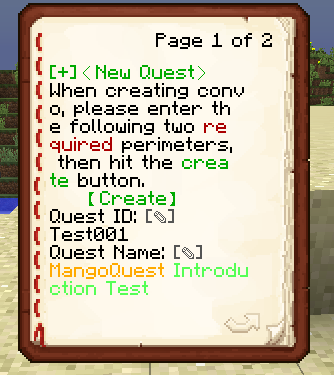 Page 1 of 2
[+]<New Quest>
When creating conv
o, please enter th
e following two re
quired perimeters,
then hit the crea
te button.
【Create】
Quest ID: [✎]
Test001
Quest Name: [✎]
MangoQuest Introdu
ction Test